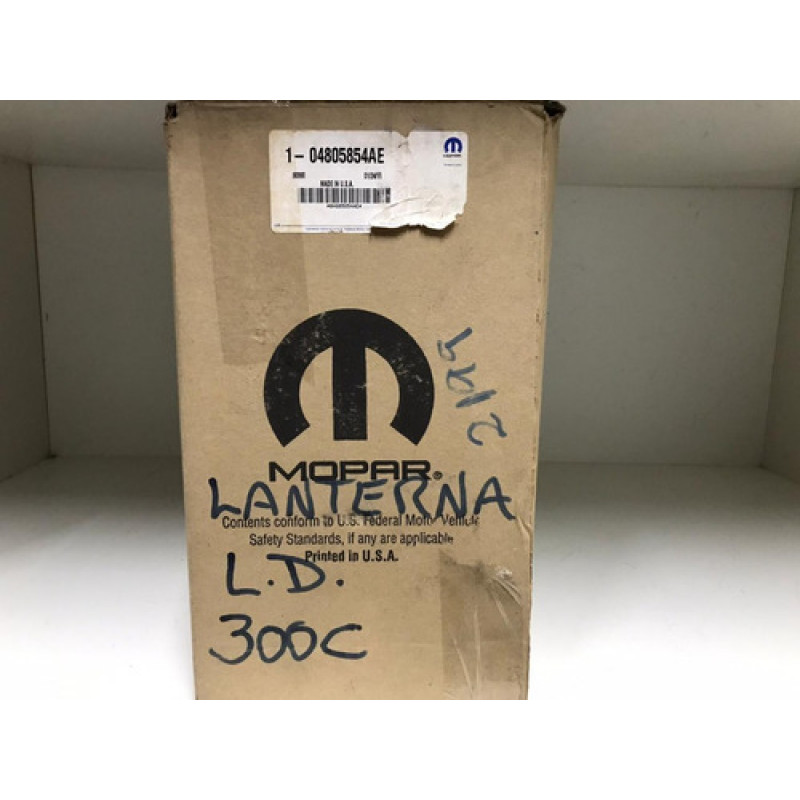 1- 04805854AE
MOPAR
MADE IN U.S.A.
MOPAR®
LANTERNA
Contents conform to U.S. Federal Motor Vehicle
Safety Standards, if any are applicable
Printed in U.S.A.
L.D.
300C